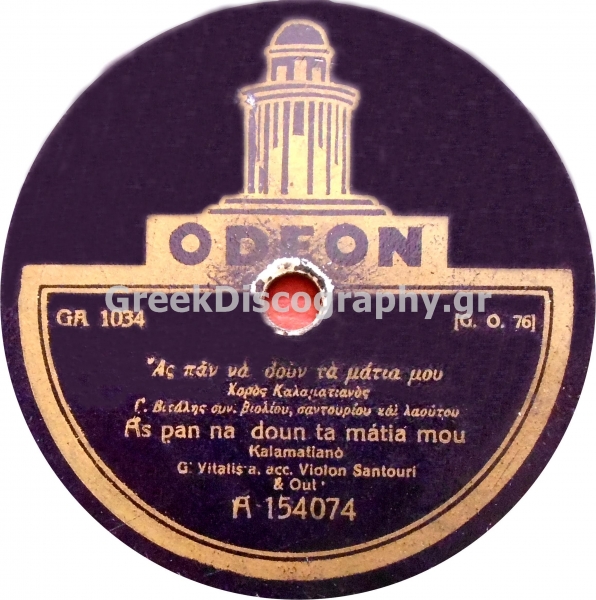 ODEON
GreekDiscography.gr
GA 1034
[G. O. 76]
Ἂς πᾶν νὰ δοῦν τὰ μάτια μου
Χορὸς Καλαματιανὸς
Γ. Βιτάλης συν. βιολίου, σαντουρίου καὶ λαούτου
As pan na doun ta mátia mou
Kalamatianò
G. Vitalis a. acc. Violon Santouri
& Out
A 154074